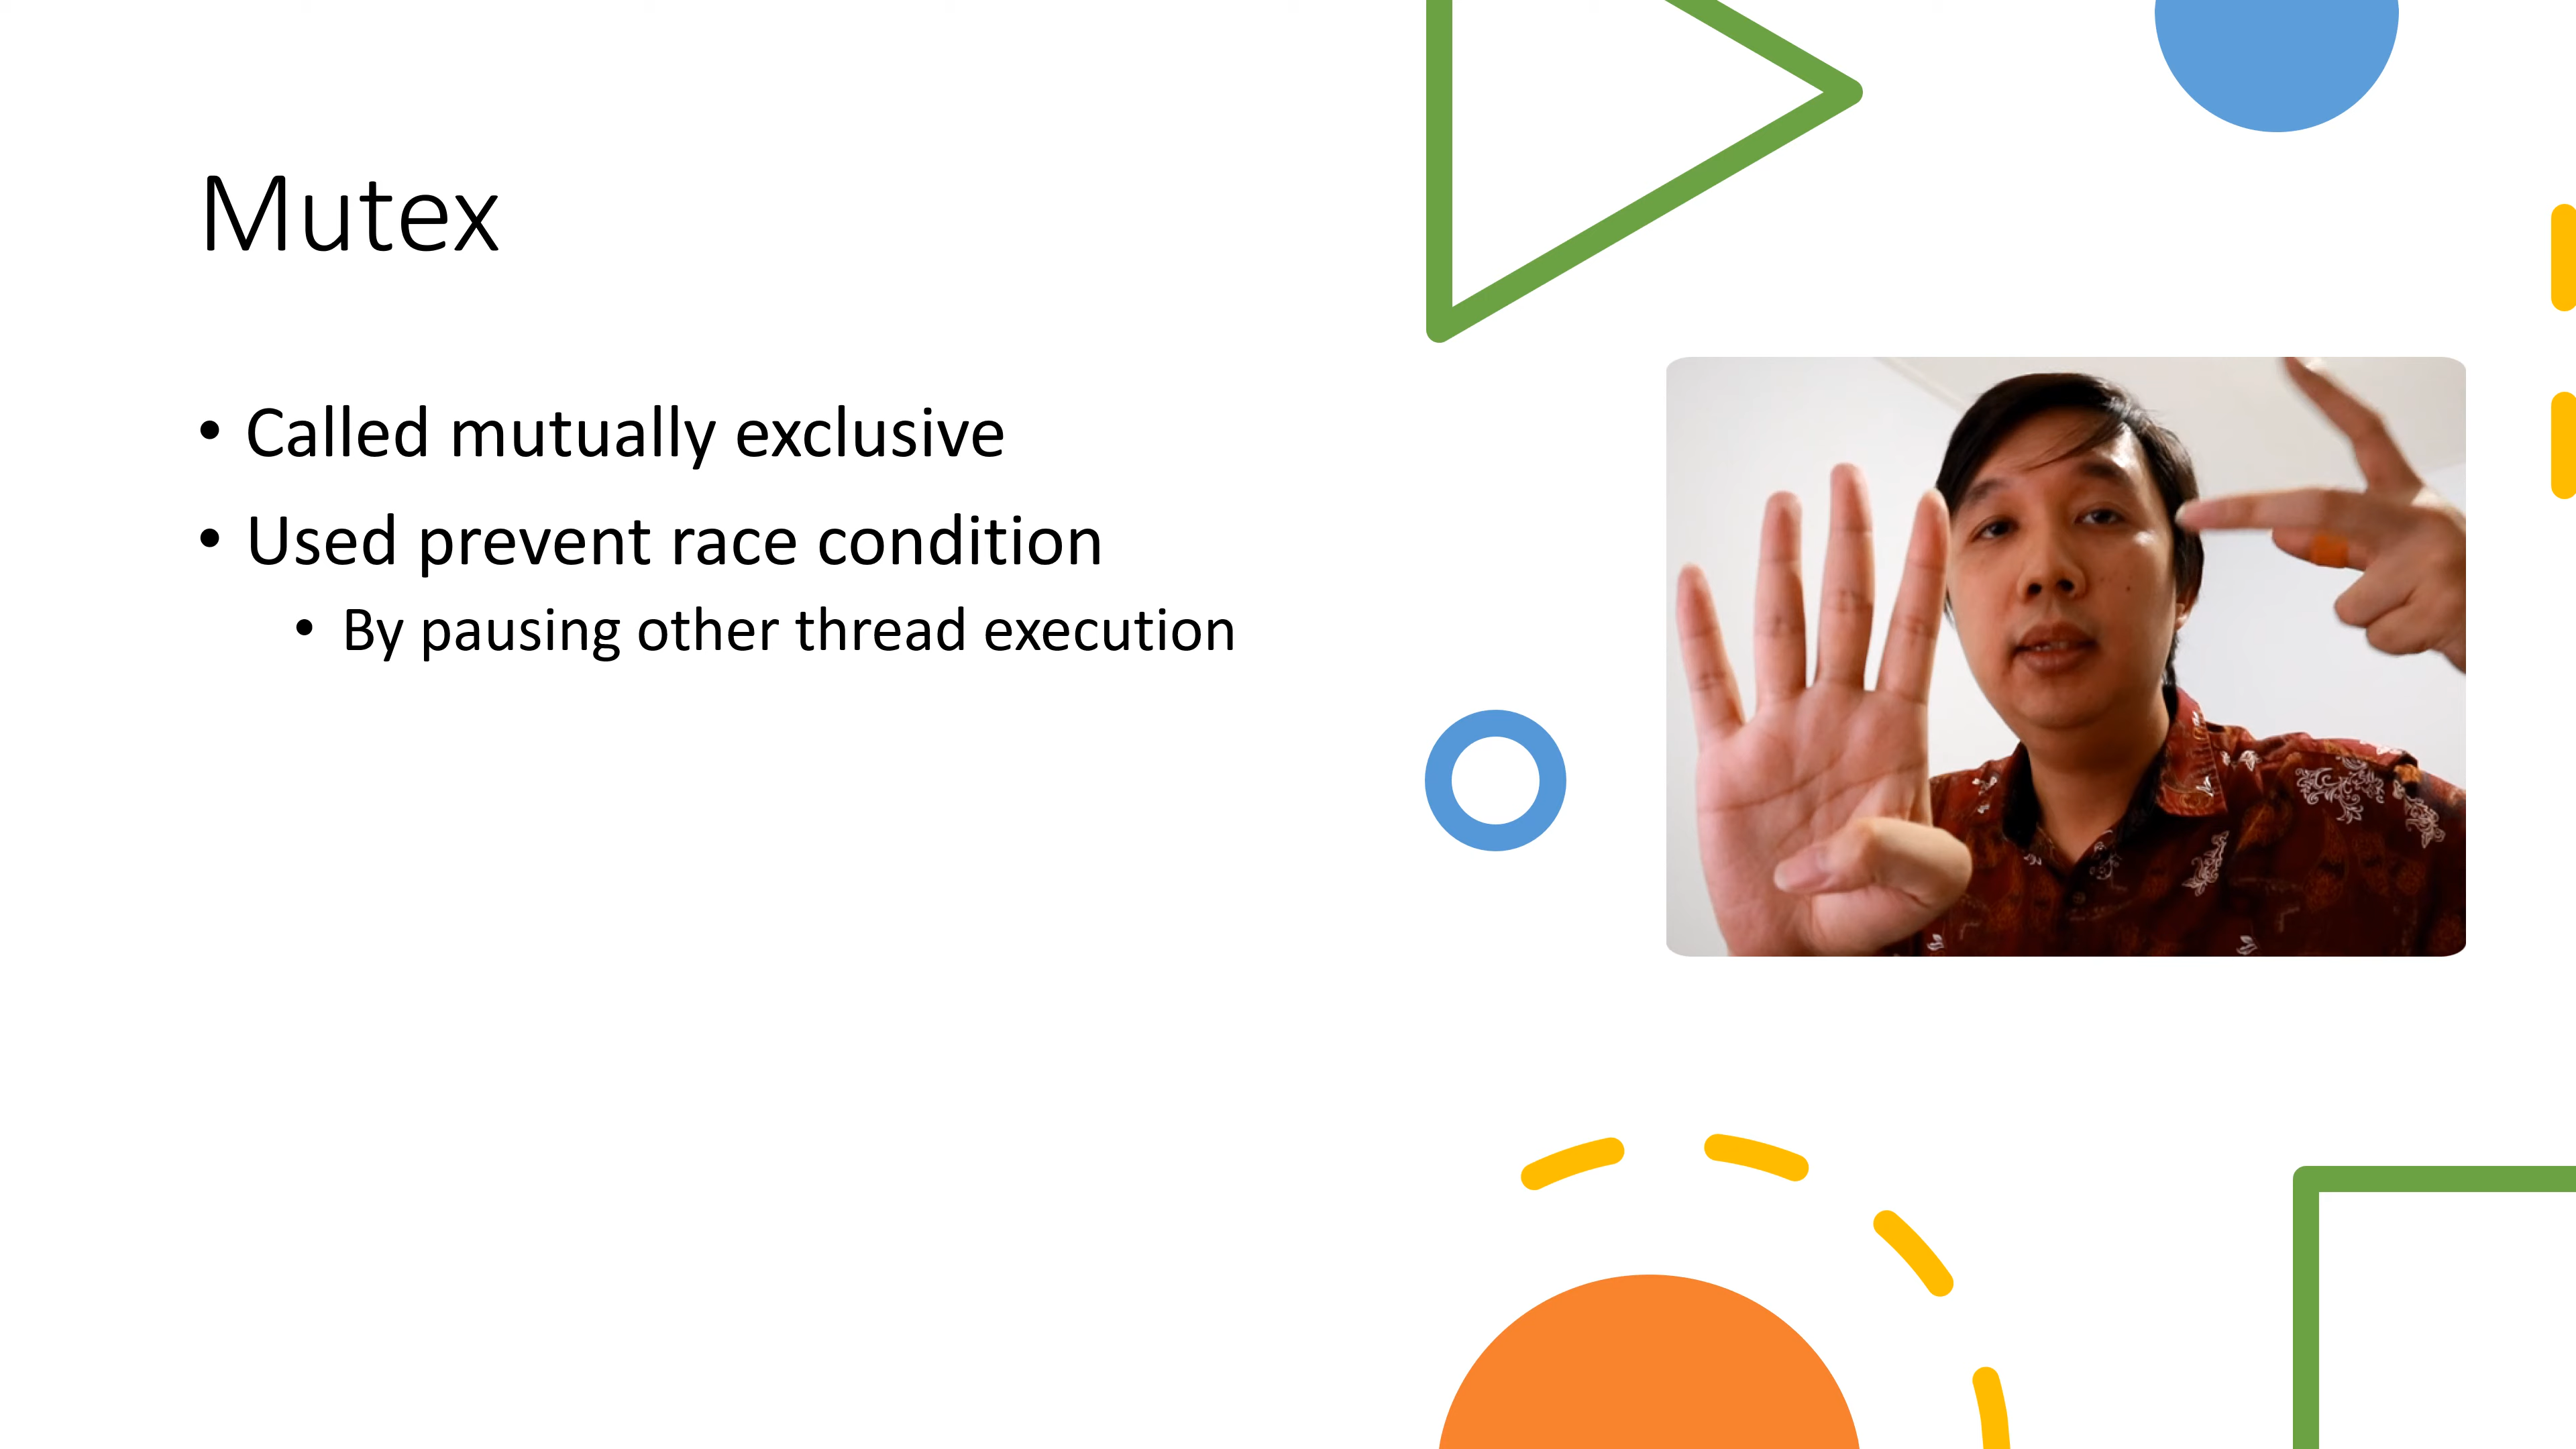 Mutex
• Called mutually exclusive
• Used prevent race condition
• By pausing other thread execution